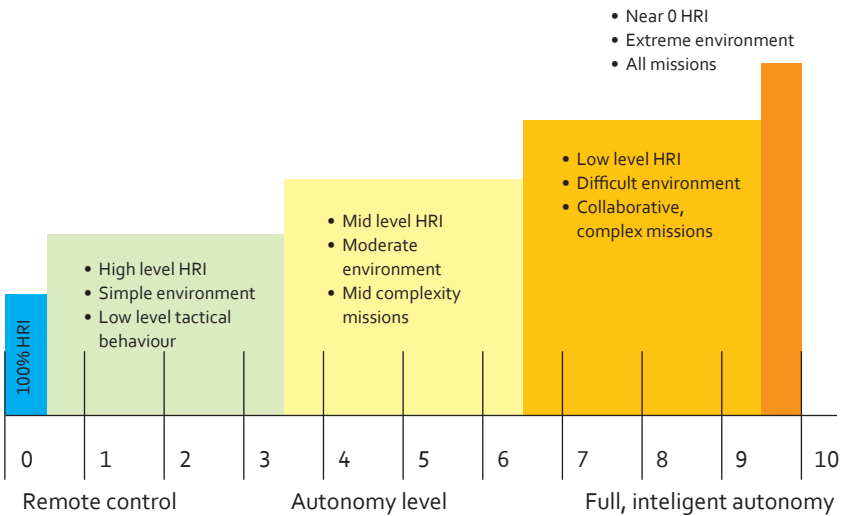 • Near 0 HRI
• Extreme environment
• All missions
• Low level HRI
• Difficult environment
• Collaborative,
complex missions
• Mid level HRI
• Moderate
environment
• Mid complexity
missions
• High level HRI
• Simple environment
• Low level tactical
behaviour
100% HRI
0 1 2 3 4 5 6 7 8 9 10
Remote control Autonomy level Full, inteligent autonomy